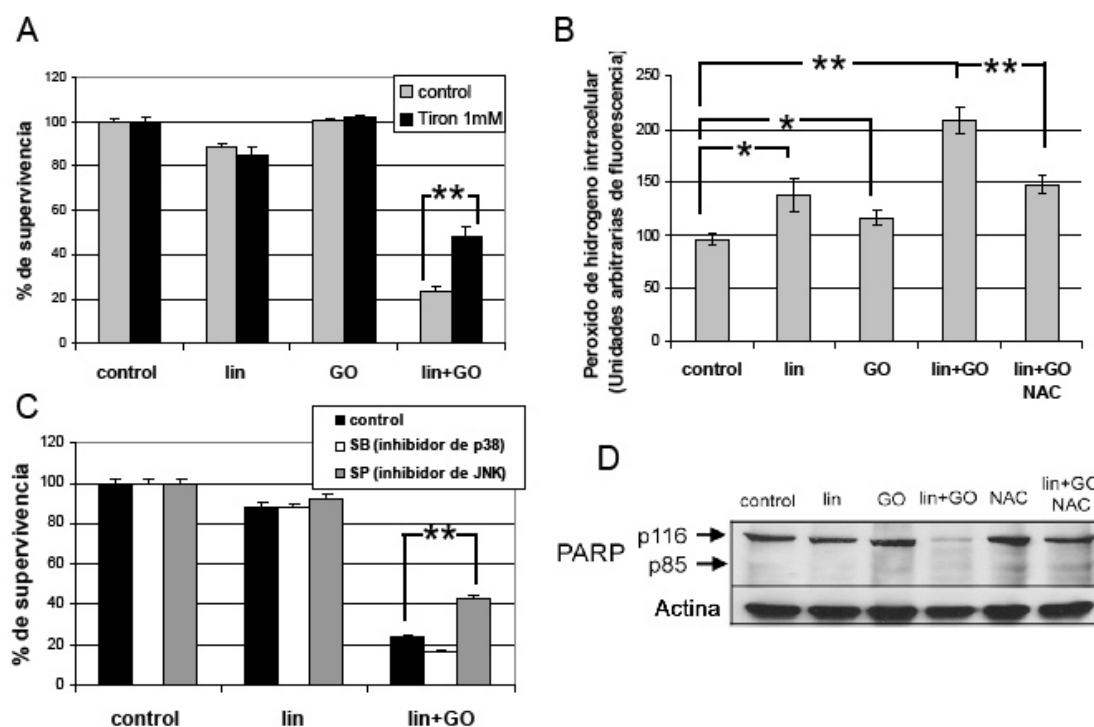 A
% de supervivencia
120
100
80
60
40
20
0
control
Tiron 1mM
**
control
lin
GO
lin+GO
B
Peroxido de hidrogeno intracelular
(Unidades arbitrarias de fluorescencia)
250
200
150
100
50
0
**
**
*
*
control
lin
GO
lin+GO
lin+GO
NAC
C
% de supervivencia
120
100
80
60
40
20
0
control
SB (inhibidor de p38)
SP (inhibidor de JNK)
**
control
lin
lin+GO
D
control
lin
GO
lin+GO
NAC
lin+GO
NAC
PARP
p116
p85
Actina